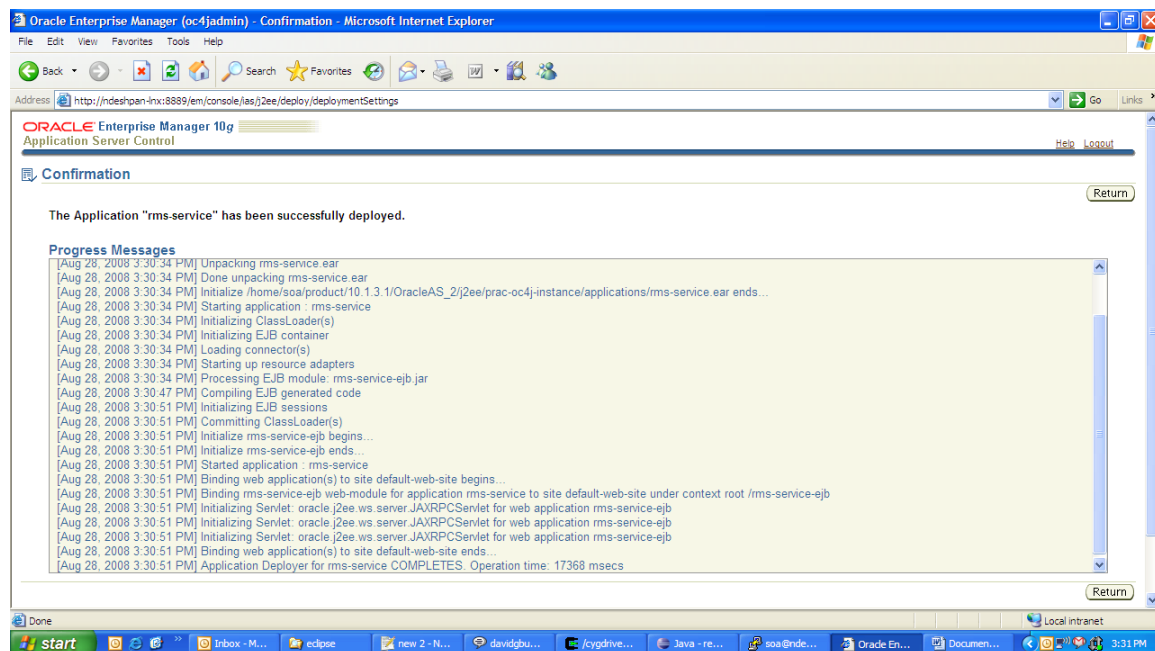 Oracle Enterprise Manager (oc4jadmin) - Confirmation - Microsoft Internet Explorer
File Edit View Favorites Tools Help
Back Search Favorites
Address http://ndeshpan-lnx:8889/em/console/ias/j2ee/deploy/deploymentSettings Go Links
ORACLE Enterprise Manager 10g
Application Server Control
Help Logout
Confirmation
Return
The Application "rms-service" has been successfully deployed.
Progress Messages
[Aug 28, 2008 3:30:34 PM] Unpacking rms-service.ear
[Aug 28, 2008 3:30:34 PM] Done unpacking rms-service.ear
[Aug 28, 2008 3:30:34 PM] Initialize /home/soa/product/10.1.3.1/OracleAS_2/j2ee/prac-oc4j-instance/applications/rms-service.ear ends...
[Aug 28, 2008 3:30:34 PM] Starting application : rms-service
[Aug 28, 2008 3:30:34 PM] Initializing ClassLoader(s)
[Aug 28, 2008 3:30:34 PM] Initializing EJB container
[Aug 28, 2008 3:30:34 PM] Loading connector(s)
[Aug 28, 2008 3:30:34 PM] Starting up resource adapters
[Aug 28, 2008 3:30:34 PM] Processing EJB module: rms-service-ejb.jar
[Aug 28, 2008 3:30:47 PM] Compiling EJB generated code
[Aug 28, 2008 3:30:51 PM] Initializing EJB sessions
[Aug 28, 2008 3:30:51 PM] Committing ClassLoader(s)
[Aug 28, 2008 3:30:51 PM] Initialize rms-service-ejb begins...
[Aug 28, 2008 3:30:51 PM] Initialize rms-service-ejb ends...
[Aug 28, 2008 3:30:51 PM] Started application : rms-service
[Aug 28, 2008 3:30:51 PM] Binding web application(s) to site default-web-site begins...
[Aug 28, 2008 3:30:51 PM] Binding rms-service-ejb web-module for application rms-service to site default-web-site under context root /rms-service-ejb
[Aug 28, 2008 3:30:51 PM] Initializing Servlet: oracle.j2ee.ws.server.JAXRPCServlet for web application rms-service-ejb
[Aug 28, 2008 3:30:51 PM] Initializing Servlet: oracle.j2ee.ws.server.JAXRPCServlet for web application rms-service-ejb
[Aug 28, 2008 3:30:51 PM] Initializing Servlet: oracle.j2ee.ws.server.JAXRPCServlet for web application rms-service-ejb
[Aug 28, 2008 3:30:51 PM] Binding web application(s) to site default-web-site ends...
[Aug 28, 2008 3:30:51 PM] Application Deployer for rms-service COMPLETES. Operation time: 17368 msecs
Return
Done Local intranet
start Inbox - M... eclipse new 2 - N... davidgbu... /cygdrive... Java - re... soa@nde... Oracle En... Documen... 3:31 PM